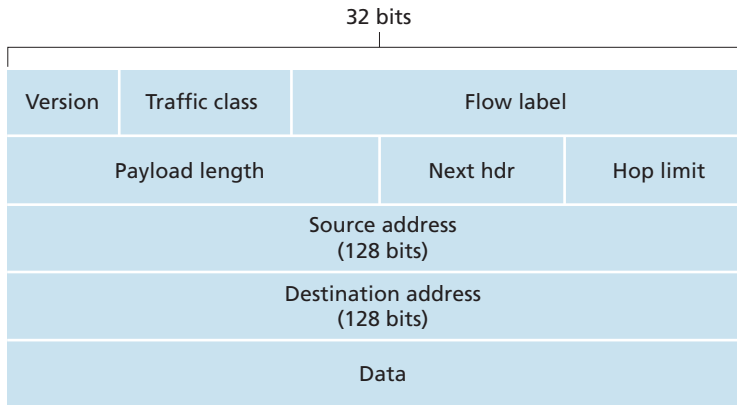 32 bits
Version Traffic class Flow label
Payload length Next hdr Hop limit
Source address
(128 bits)
Destination address
(128 bits)
Data